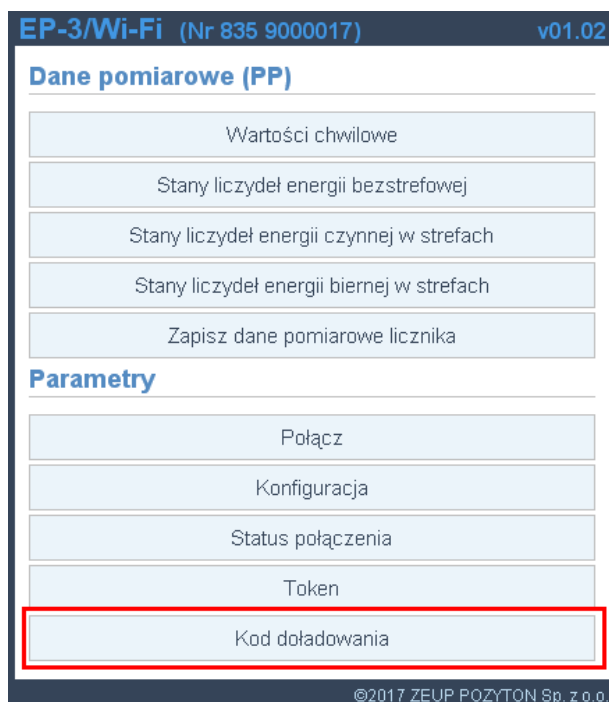 EP-3/Wi-Fi (Nr 835 9000017) v01.02
Dane pomiarowe (PP)
Wartości chwilowe
Stany liczydeł energii bezstrefowej
Stany liczydeł energii czynnej w strefach
Stany liczydeł energii biernej w strefach
Zapisz dane pomiarowe licznika
Parametry
Połącz
Konfiguracja
Status połączenia
Token
Kod doładowania
©2017 ZEUP POZYTON Sp. z o.o.